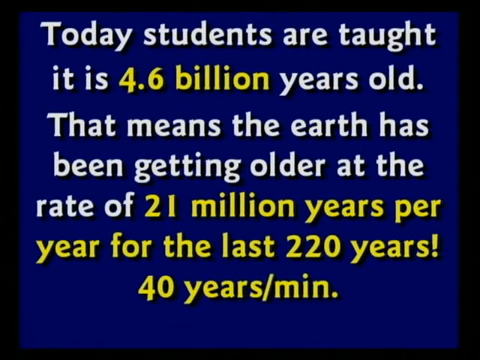 Today students are taught
it is 4.6 billion years old.
That means the earth has
been getting older at the
rate of 21 million years per
year for the last 220 years!
40 years/min.